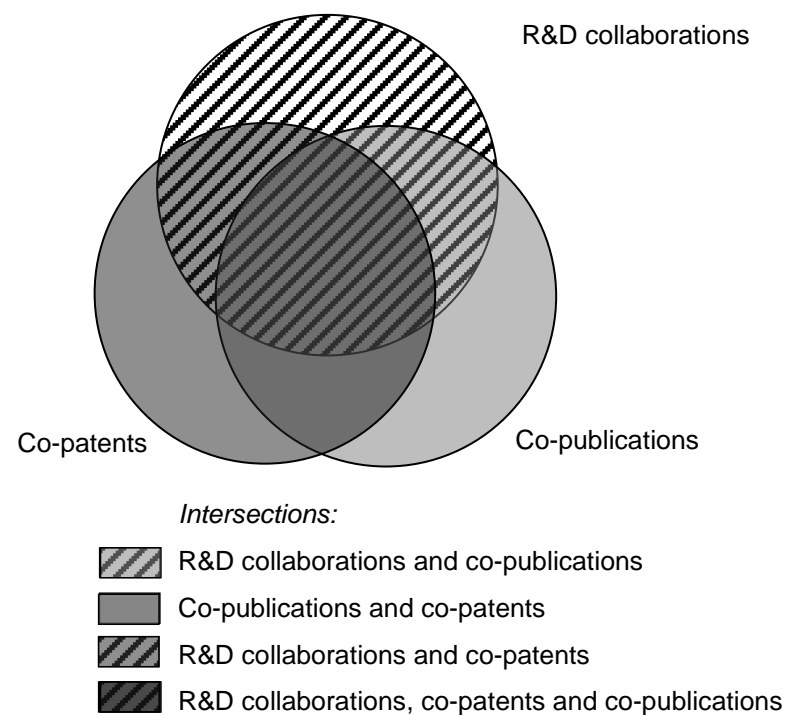 R&D collaborations
Co-patents
Co-publications
Intersections:
R&D collaborations and co-publications
Co-publications and co-patents
R&D collaborations and co-patents
R&D collaborations, co-patents and co-publications